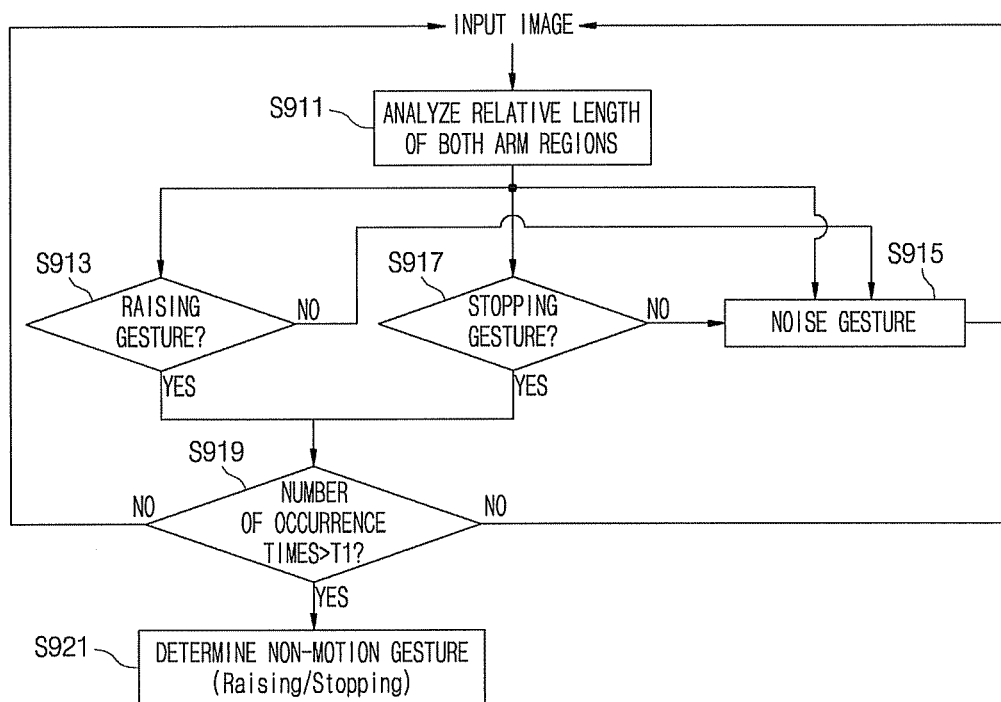 INPUT IMAGE
S911
ANALYZE RELATIVE LENGTH
OF BOTH ARM REGIONS
S913
RAISING
GESTURE?
NO
YES
S917
STOPPING
GESTURE?
NO
YES
S915
NOISE GESTURE
S919
NUMBER
OF OCCURRENCE
TIMES>T1?
NO
NO
YES
S921
DETERMINE NON-MOTION GESTURE
(Raising/Stopping)